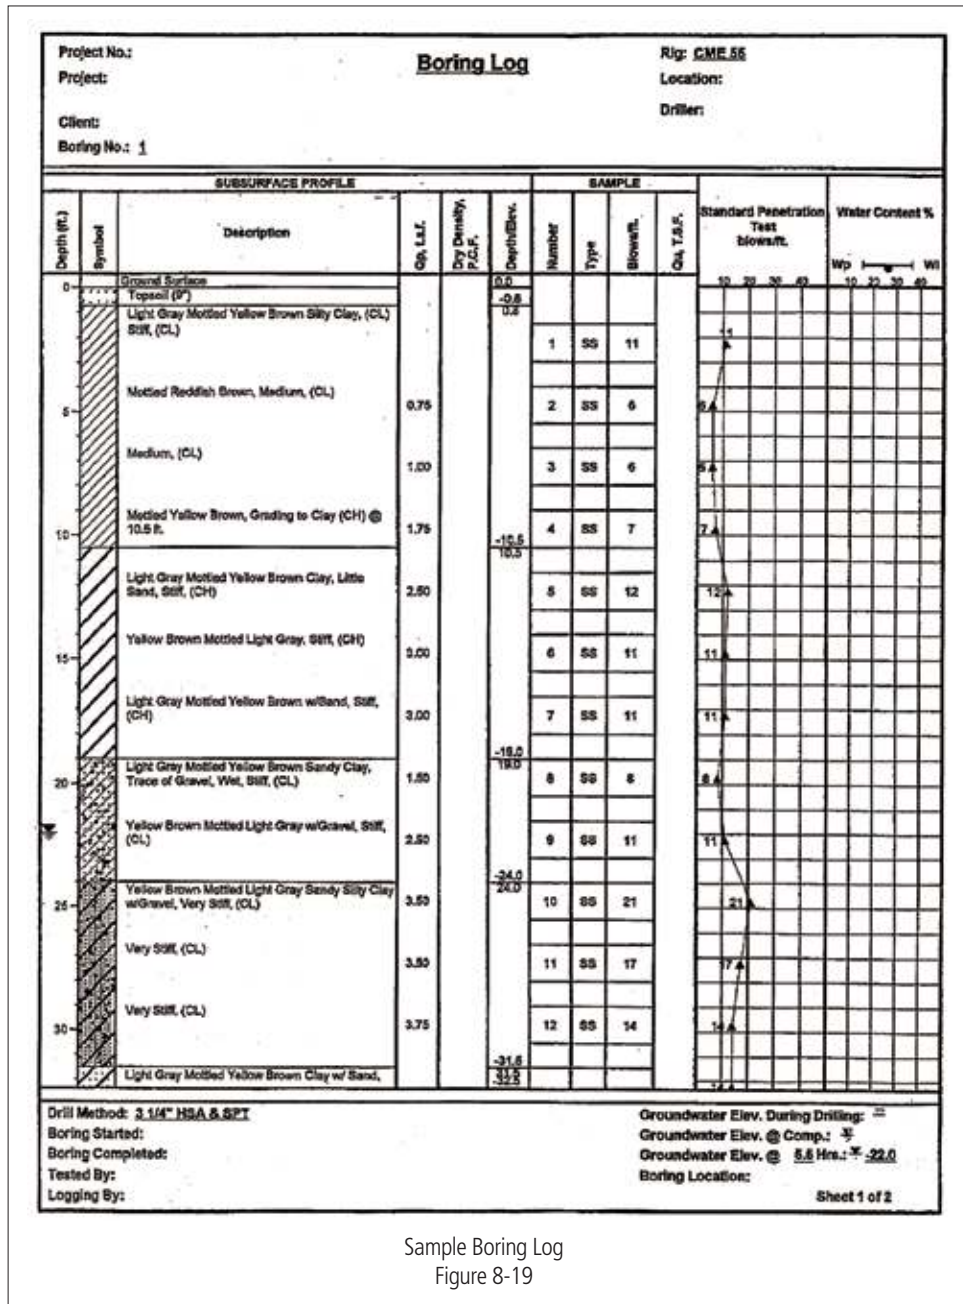 Project No.:
Project:
Client:
Boring No.: 1
Boring Log
Rig: CME 55
Location:
Driller:
SUBSURFACE PROFILE
SAMPLE
Depth (ft.)
Symbol
Description
Qp, t.s.f.
Dry Density, P.C.F.
Depth/Elev.
Number
Type
Blows/ft.
Qu, T.S.F.
Standard Penetration
Test
blows/ft.
Water Content %
Wp Wl
10 20 30 40
10 20 30 40
0 Ground Surface 0.0
Topsoil (9") -0.8
0.8
Light Gray Mottled Yellow Brown Silty Clay, (CL)
Stiff, (CL)
1 SS 11 11
Mottled Reddish Brown, Medium, (CL)
5 0.75 2 SS 6 6
Medium, (CL)
1.00 3 SS 6
Mottled Yellow Brown, Grading to Clay (CH) @
10.5 ft.
10 1.75 4 SS 7 7
-10.5
10.5
Light Gray Mottled Yellow Brown Clay, Little
Sand, Stiff, (CH)
2.50 5 SS 12 12
Yellow Brown Mottled Light Gray, Stiff, (CH)
15 3.00 6 SS 11 11
Light Gray Mottled Yellow Brown w/Sand, Stiff,
(CH)
3.00 7 SS 11 11
-19.0
19.0
Light Gray Mottled Yellow Brown Sandy Clay,
Trace of Gravel, Wet, Stiff, (CL)
20 1.50 8 SS 8 8
Yellow Brown Mottled Light Gray w/Gravel, Stiff,
(CL)
2.50 9 SS 11 11
-24.0
24.0
Yellow Brown Mottled Light Gray Sandy Silty Clay
w/Gravel, Very Stiff, (CL)
25 3.50 10 SS 21 21
Very Stiff, (CL)
3.50 11 SS 17 17
Very Stiff, (CL)
30 3.75 12 SS 14 14
-31.5
31.5
-32.5
Light Gray Mottled Yellow Brown Clay w/ Sand,
Drill Method: 3 1/4" HSA & SPT
Boring Started:
Boring Completed:
Tested By:
Logging By:
Groundwater Elev. During Drilling:
Groundwater Elev. @ Comp.:
Groundwater Elev. @ 5.5 Hrs.: -22.0
Boring Location:
Sheet 1 of 2
Sample Boring Log
Figure 8-19